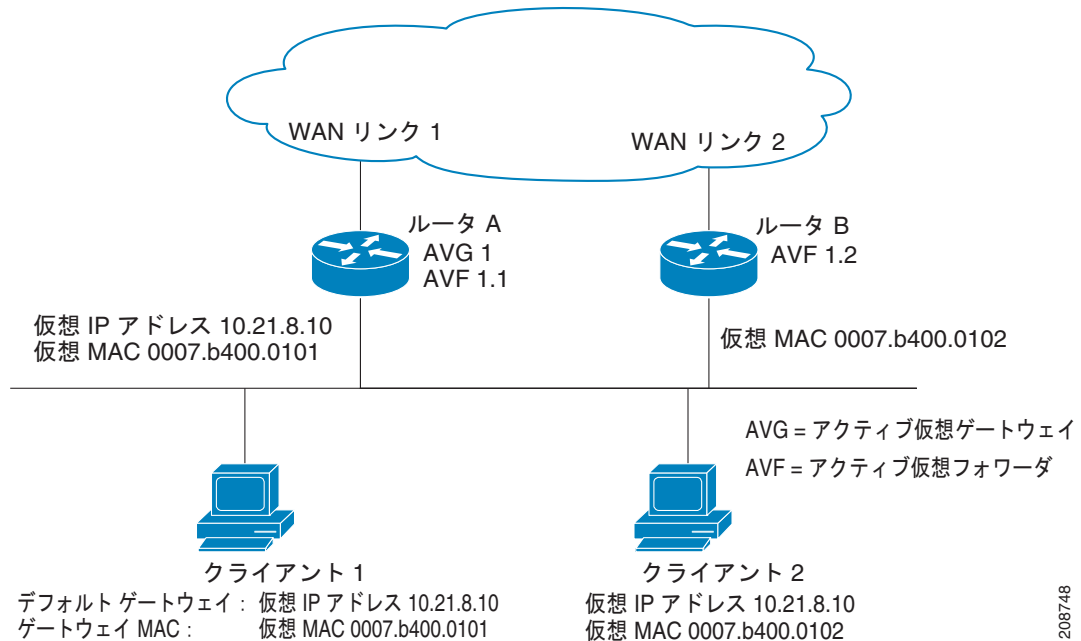 WAN リンク 1
WAN リンク 2
ルータ A
AVG 1
AVF 1.1
ルータ B
AVF 1.2
仮想 IP アドレス 10.21.8.10
仮想 MAC 0007.b400.0101
仮想 MAC 0007.b400.0102
AVG = アクティブ仮想ゲートウェイ
AVF = アクティブ仮想フォワーダ
クライアント 1
デフォルト ゲートウェイ : 仮想 IP アドレス 10.21.8.10
ゲートウェイ MAC : 仮想 MAC 0007.b400.0101
クライアント 2
仮想 IP アドレス 10.21.8.10
仮想 MAC 0007.b400.0102
208748